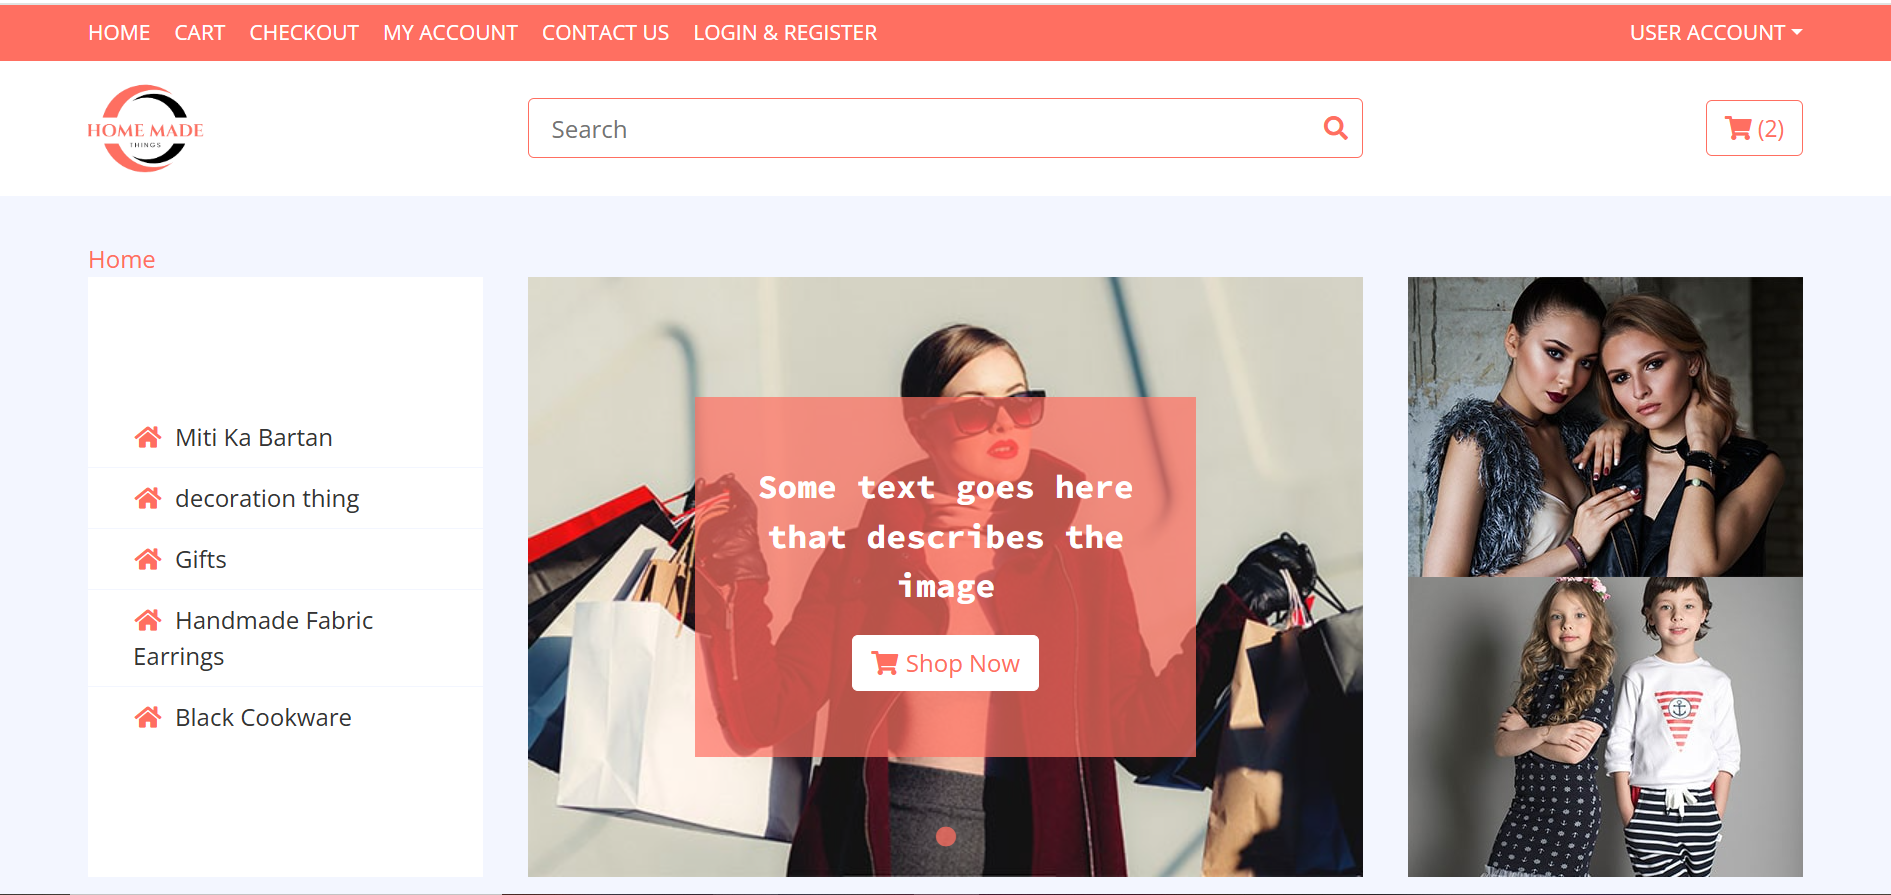 HOME CART CHECKOUT MY ACCOUNT CONTACT US LOGIN & REGISTER USER ACCOUNT
HOME MADE
THINGS
Search
(2)
Home
Miti Ka Bartan
decoration thing
Gifts
Handmade Fabric
Earrings
Black Cookware
Some text goes here
that describes the
image
Shop Now